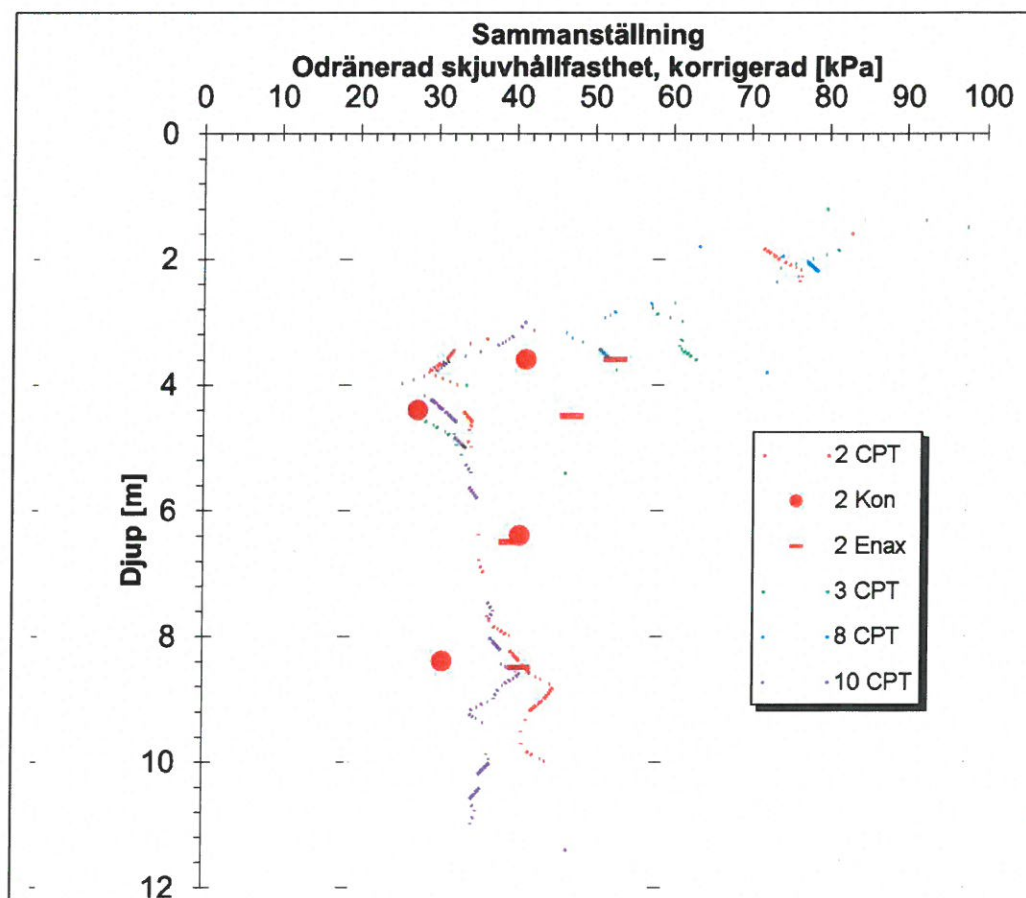 Sammanställning
Odränerad skjuvhållfasthet, korrigerad [kPa]
0 10 20 30 40 50 60 70 80 90 100
0
2
4
6
8
10
12
Djup [m]
2 CPT
2 Kon
2 Enax
3 CPT
8 CPT
10 CPT